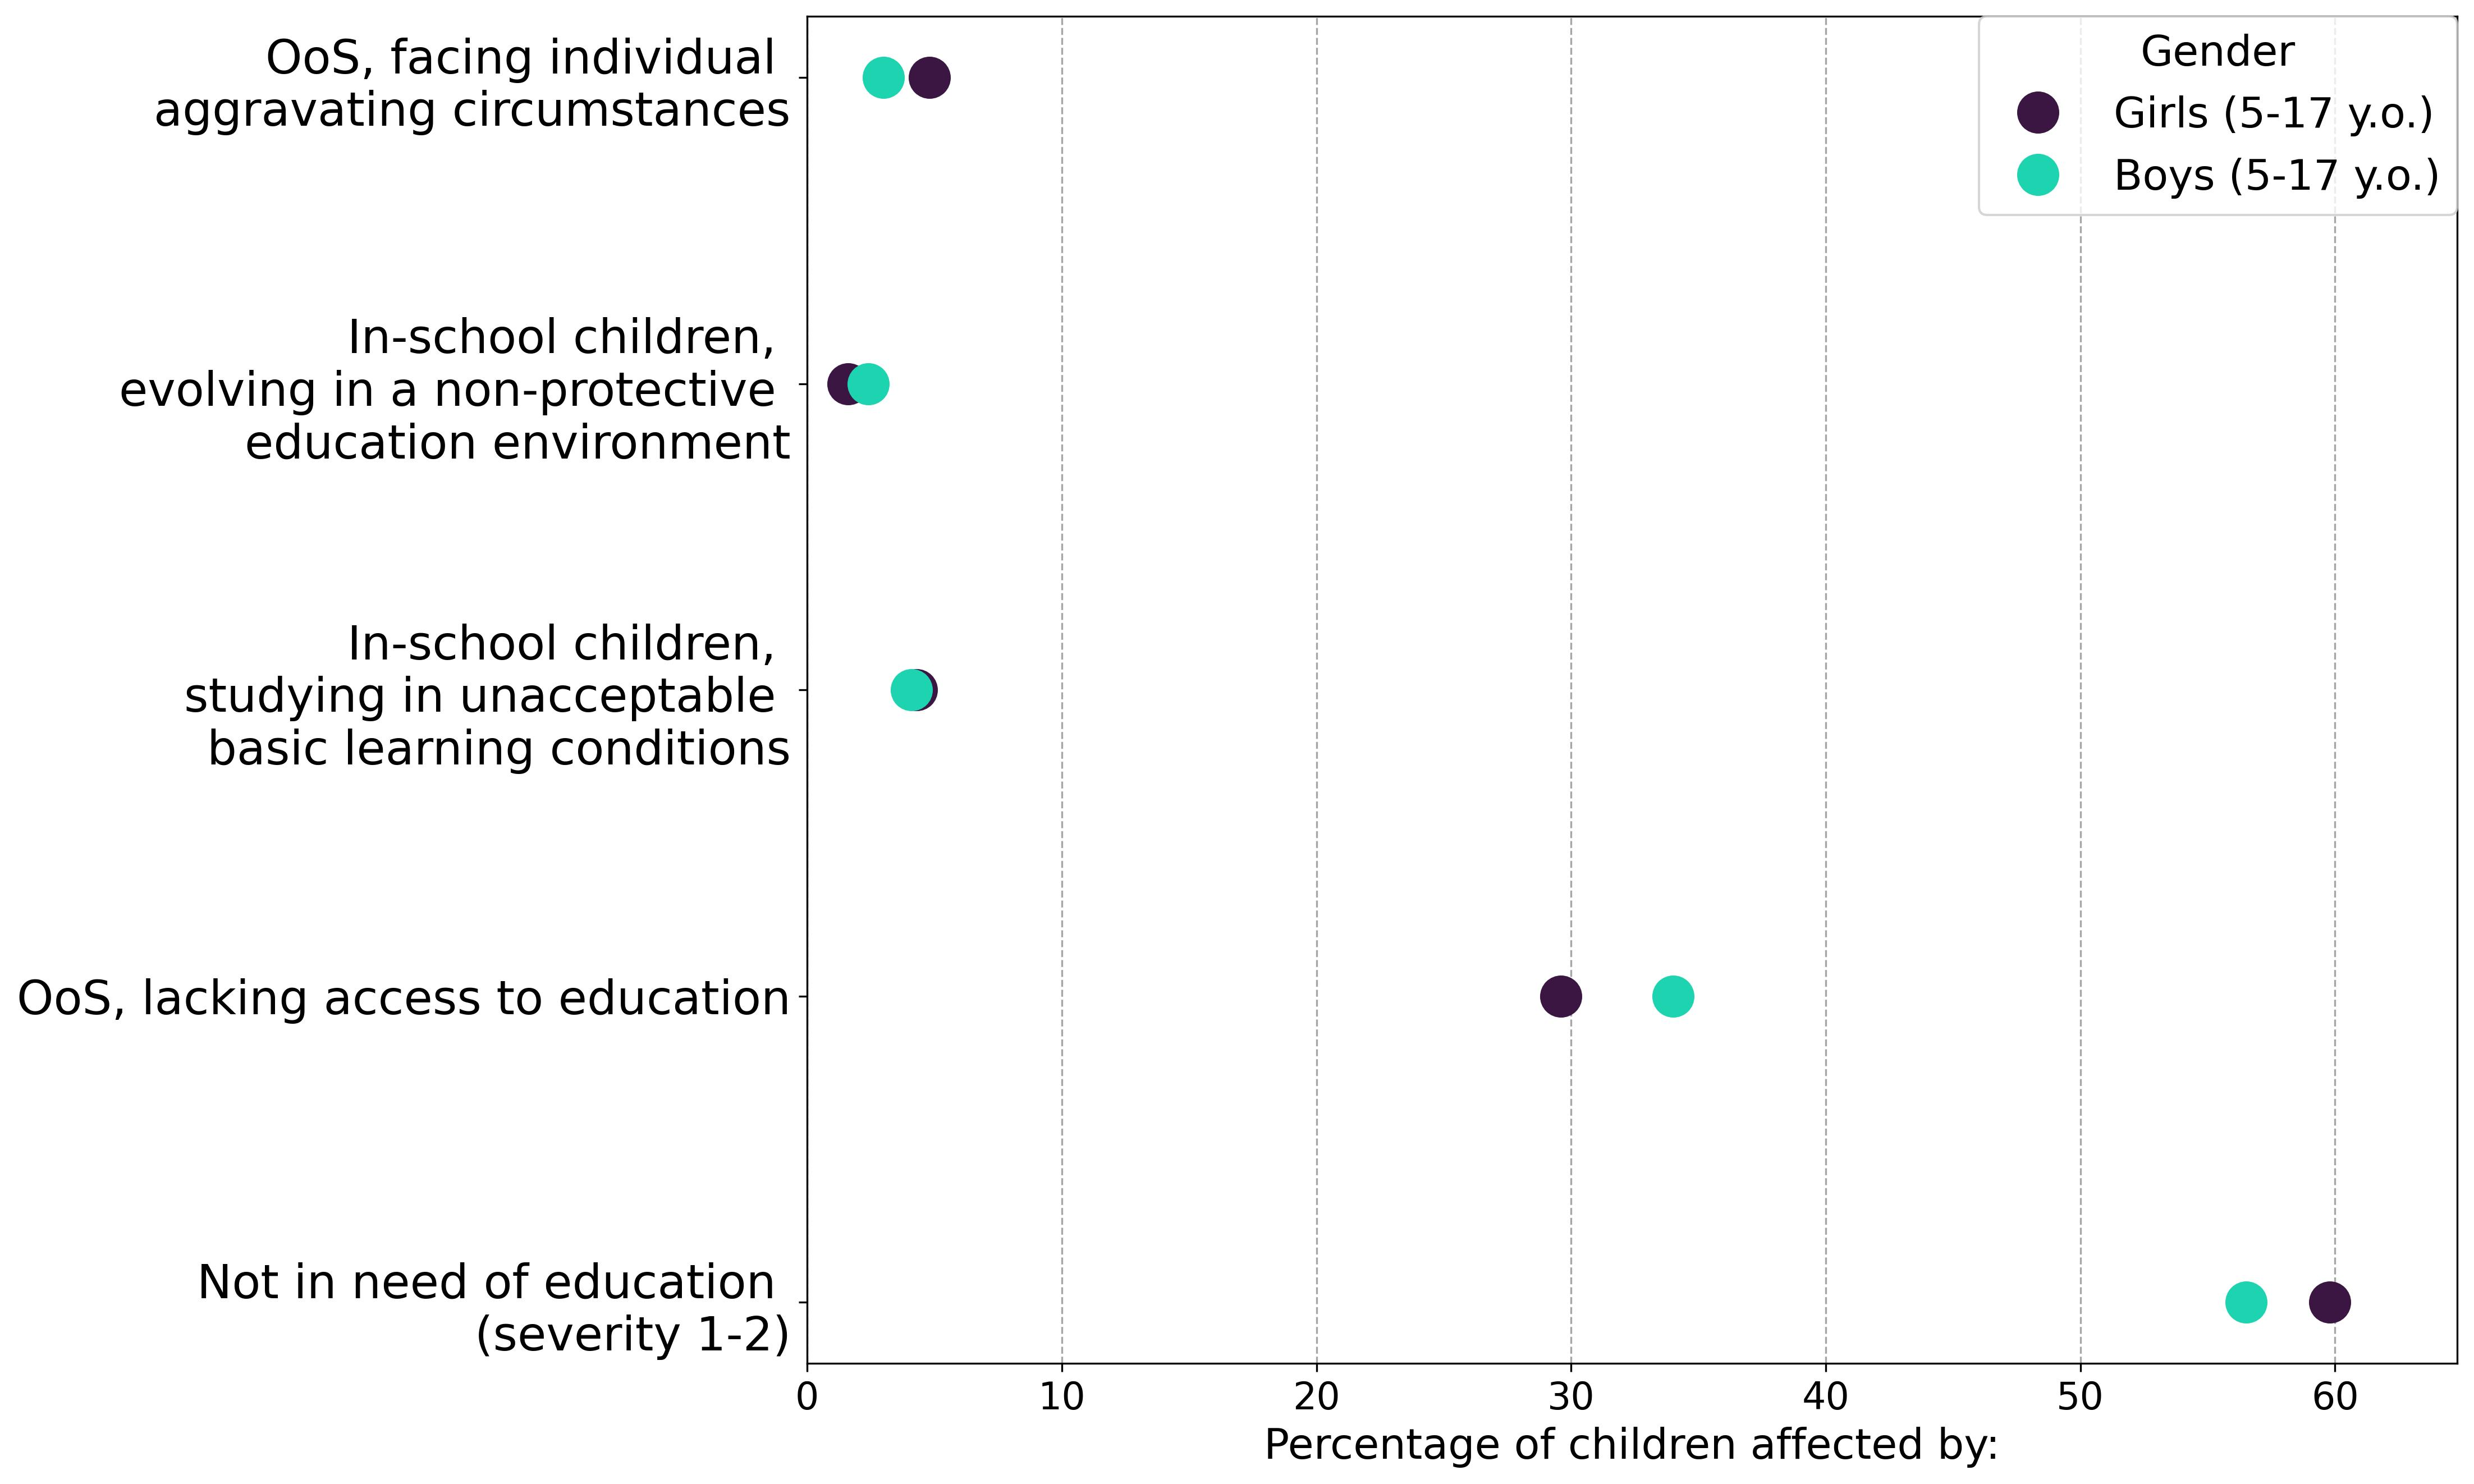 OoS, facing individual
aggravating circumstances
In-school children,
evolving in a non-protective
education environment
In-school children,
studying in unacceptable
basic learning conditions
OoS, lacking access to education
Not in need of education
(severity 1-2)
Gender
Girls (5-17 y.o.)
Boys (5-17 y.o.)
0 10 20 30 40 50 60
Percentage of children affected by: